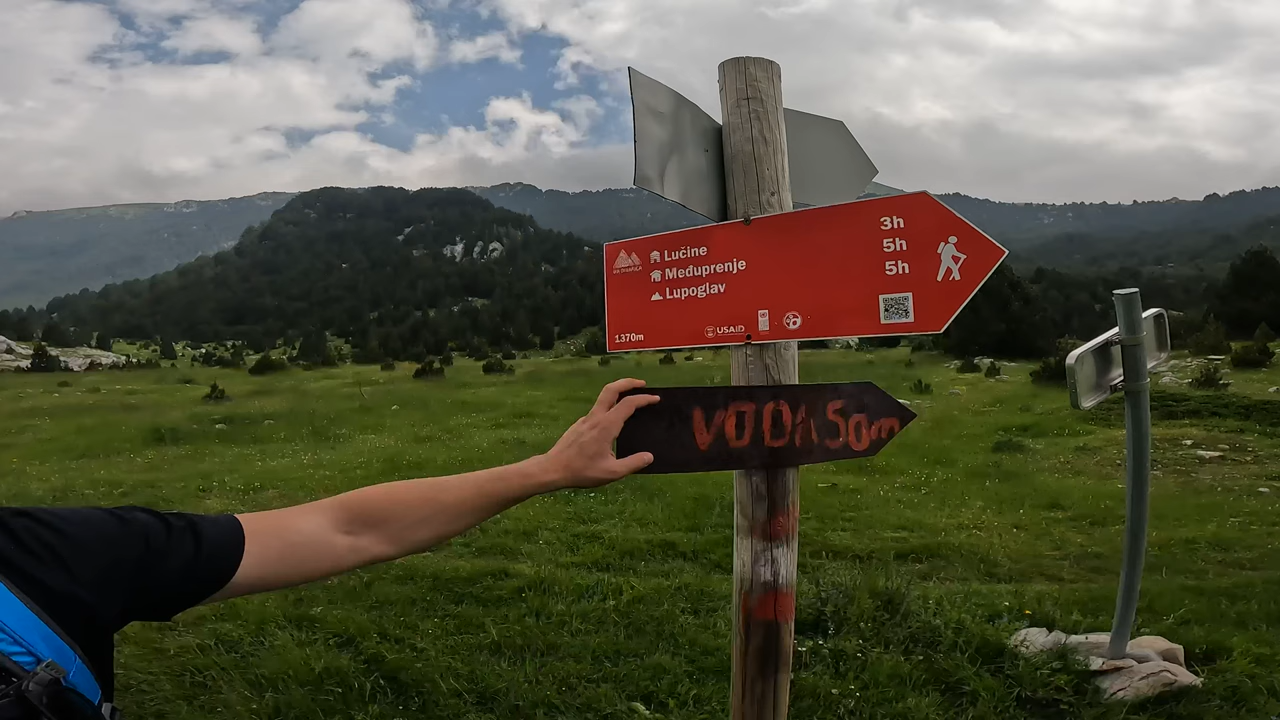 Lučine 3h
Međuprenje 5h
Lupoglav 5h
1370m
USAID
VODA 50m